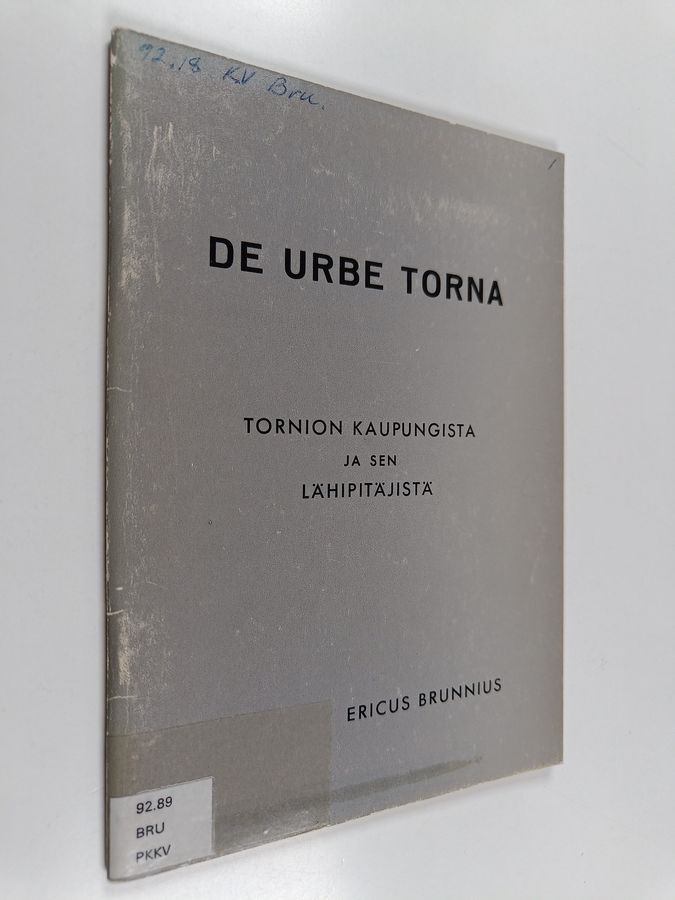 92.18 KV Bru.
DE URBE TORNA
TORNION KAUPUNGISTA
JA SEN
LÄHIPITÄJISTÄ
ERICUS BRUNNIUS
92.89
BRU
PKKV